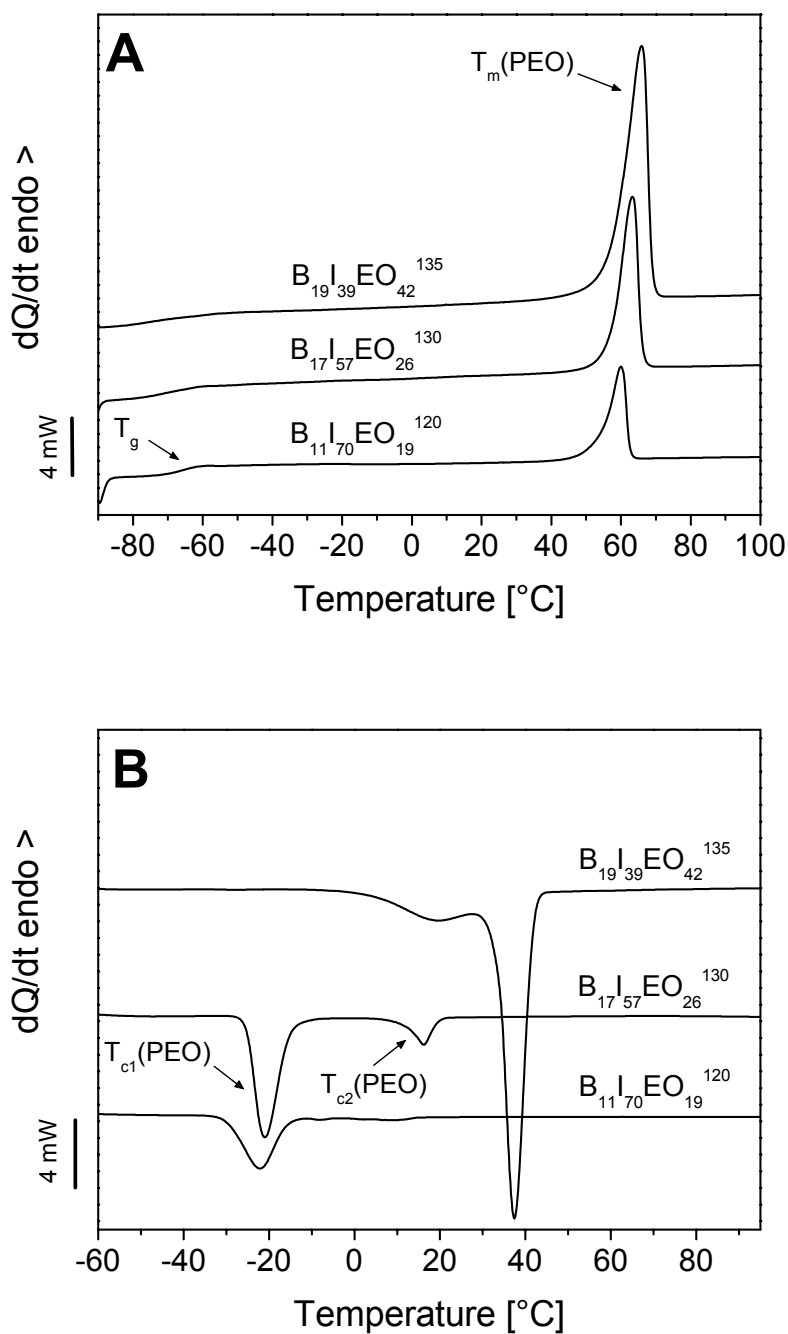 A
T_m(PEO)
dQ/dt endo >
B_19I_39EO_42^135
B_17I_57EO_26^130
T_g
B_11I_70EO_19^120
4 mW
-80 -60 -40 -20 0 20 40 60 80 100
Temperature [°C]
B
B_19I_39EO_42^135
dQ/dt endo >
B_17I_57EO_26^130
T_c1(PEO)
T_c2(PEO)
B_11I_70EO_19^120
4 mW
-60 -40 -20 0 20 40 60 80
Temperature [°C]